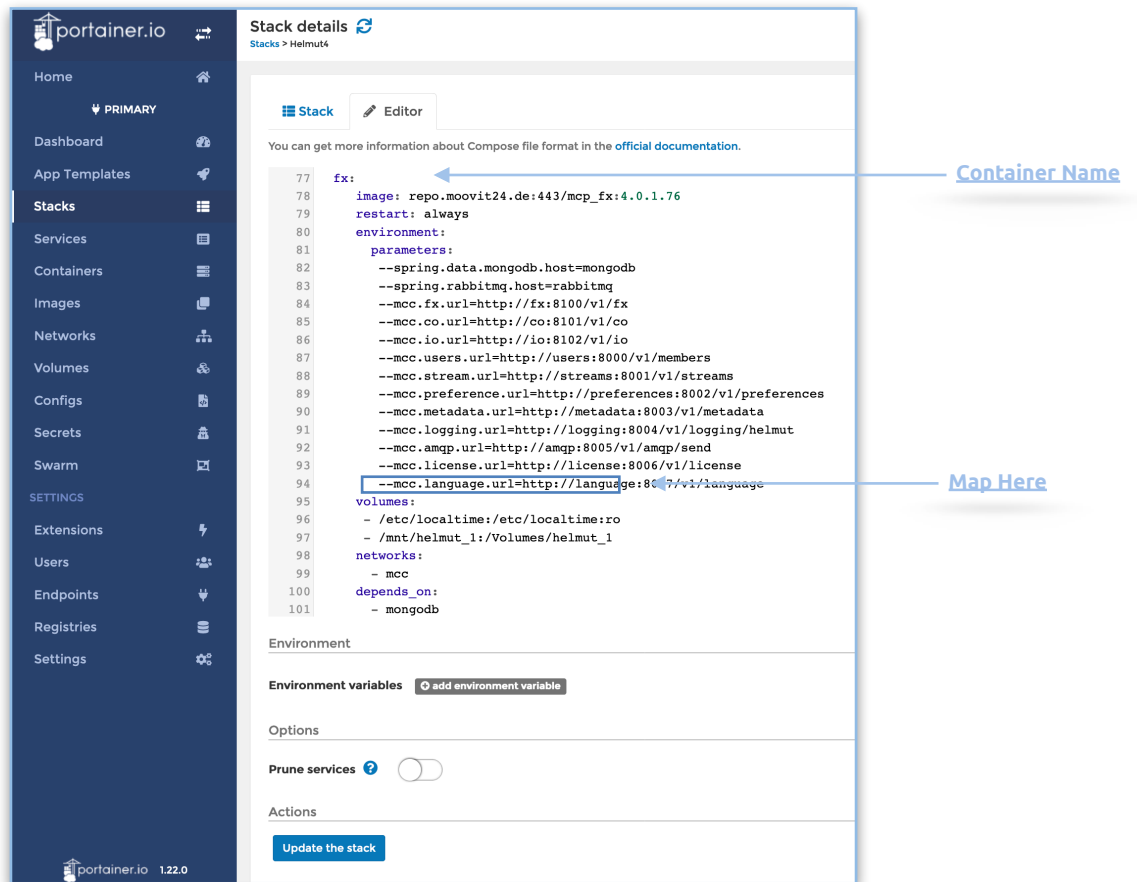 portainer.io
Home
PRIMARY
Dashboard
App Templates
Stacks
Services
Containers
Images
Networks
Volumes
Configs
Secrets
Swarm
SETTINGS
Extensions
Users
Endpoints
Registries
Settings
portainer.io 1.22.0
Stack details
Stacks > Helmut4
Stack
Editor
You can get more information about Compose file format in the official documentation.
77 fx:
78 image: repo.moovit24.de:443/mcp_fx:4.0.1.76
79 restart: always
80 environment:
81 parameters:
82 --spring.data.mongodb.host=mongodb
83 --spring.rabbitmq.host=rabbitmq
84 --mcc.fx.url=http://fx:8100/v1/fx
85 --mcc.co.url=http://co:8101/v1/co
86 --mcc.io.url=http://io:8102/v1/io
87 --mcc.users.url=http://users:8000/v1/members
88 --mcc.stream.url=http://streams:8001/v1/streams
89 --mcc.preference.url=http://preferences:8002/v1/preferences
90 --mcc.metadata.url=http://metadata:8003/v1/metadata
91 --mcc.logging.url=http://logging:8004/v1/logging/helmut
92 --mcc.amqp.url=http://amqp:8005/v1/amqp/send
93 --mcc.license.url=http://license:8006/v1/license
94 --mcc.language.url=http://language:8007/v1/language
95 volumes:
96 - /etc/localtime:/etc/localtime:ro
97 - /mnt/helmut_1:/Volumes/helmut_1
98 networks:
99 - mcc
100 depends_on:
101 - mongodb
Container Name
Map Here
Environment
Environment variables
add environment variable
Options
Prune services
Actions
Update the stack